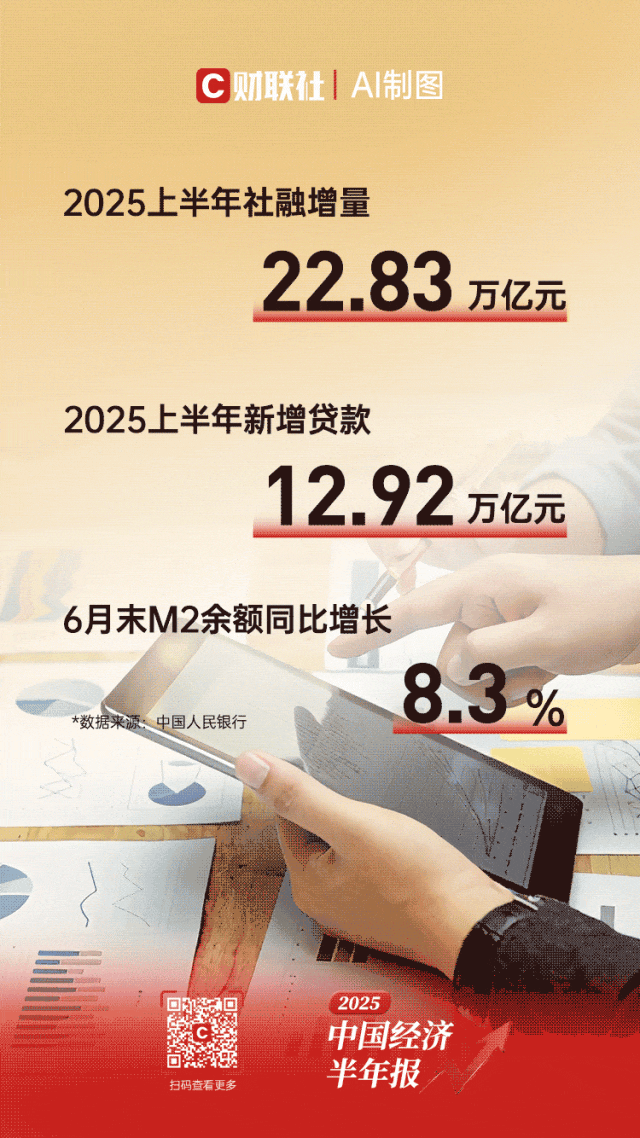 C 财联社 | AI制图
2025上半年社融增量
22.83 万亿元
2025上半年新增贷款
12.92 万亿元
6月末M2余额同比增长
8.3 %
*数据来源：中国人民银行
2025
中国经济
半年报
C
扫码查看更多